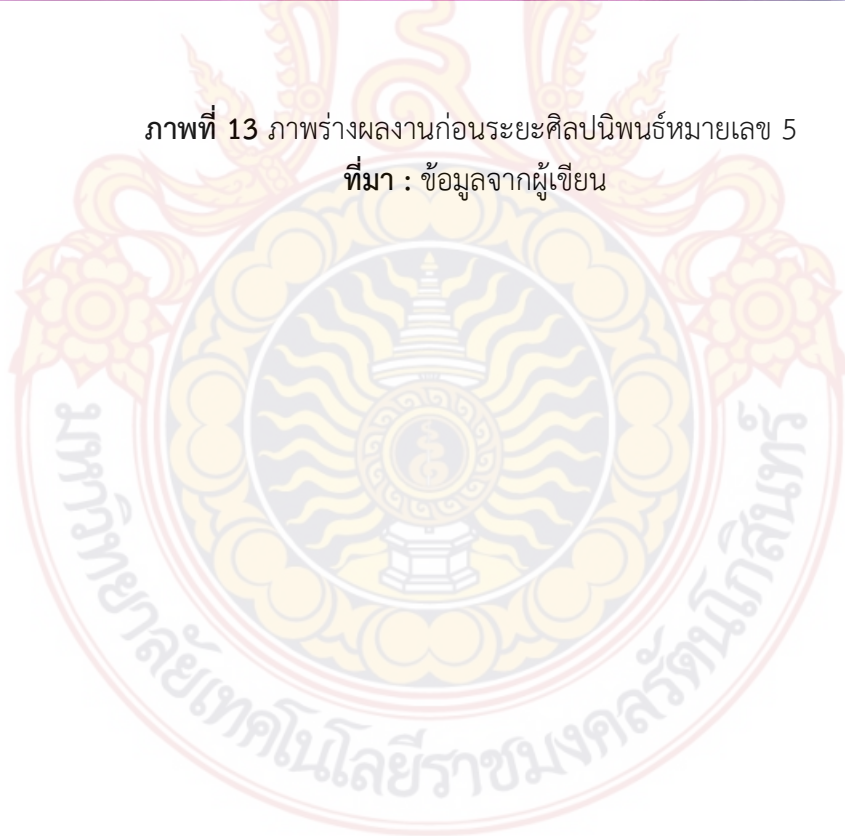 ภาพที่ 13 ภาพร่างผลงานก่อนระยะศิลปนิพนธ์หมายเลข 5
ที่มา : ข้อมูลจากผู้เขียน
มหาวิทยาลัยเทคโนโลยีราชมงคลรัตนโกสินทร์